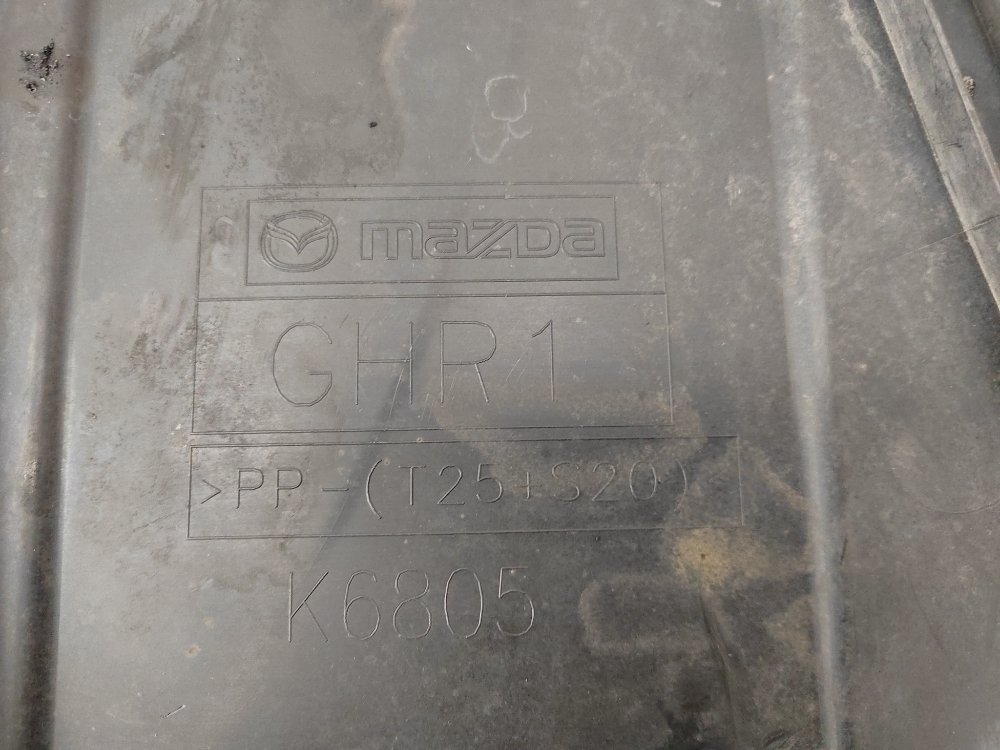 mazda
GHR1
>PP-(T25+S20)
K6805